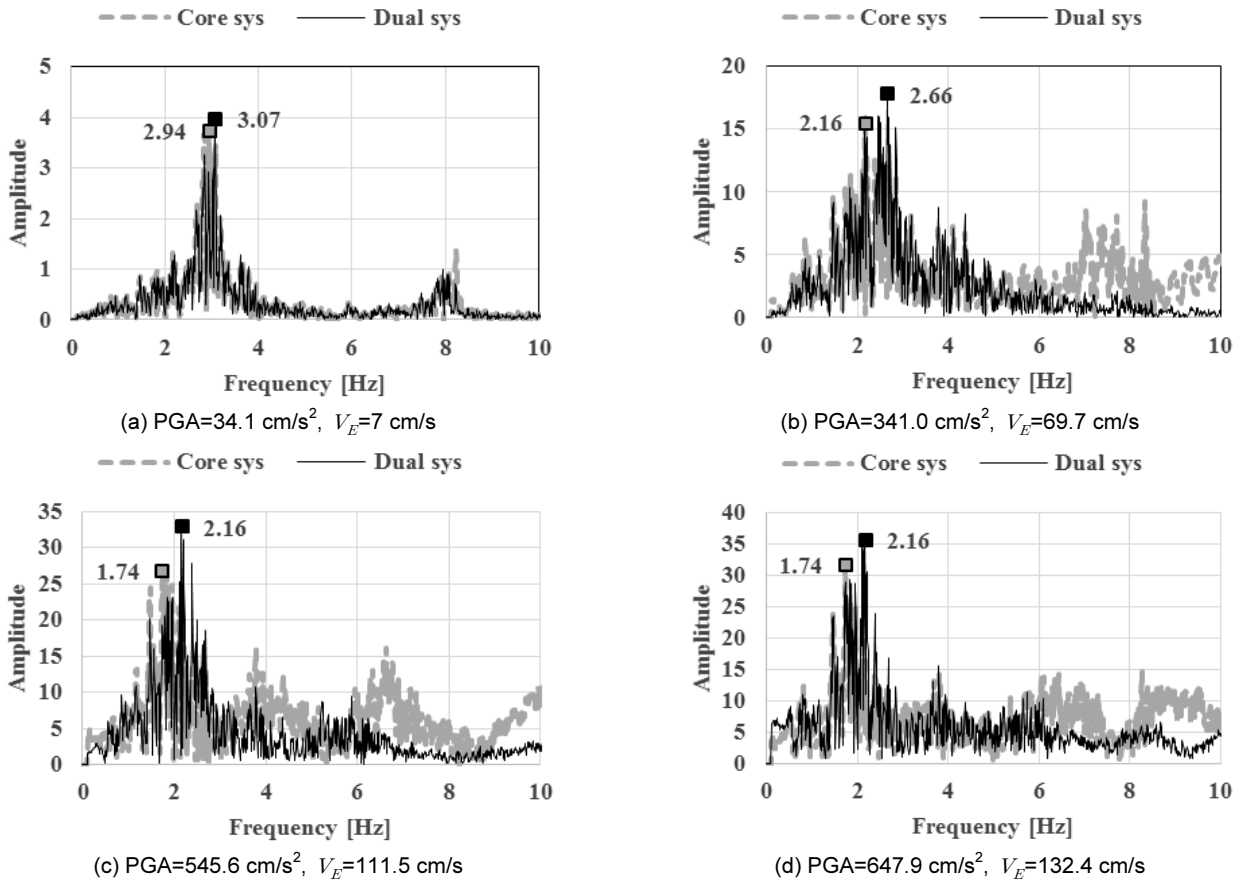 Core sys Dual sys
5
4
3
2
1
0
Amplitude
2.94
3.07
0 2 4 6 8 10
Frequency [Hz]
(a) PGA=34.1 cm/s², V_E=7 cm/s
Core sys Dual sys
20
15
10
5
0
Amplitude
2.16
2.66
0 2 4 6 8 10
Frequency [Hz]
(b) PGA=341.0 cm/s², V_E=69.7 cm/s
Core sys Dual sys
35
30
25
20
15
10
5
0
Amplitude
1.74
2.16
0 2 4 6 8 10
Frequency [Hz]
(c) PGA=545.6 cm/s², V_E=111.5 cm/s
Core sys Dual sys
40
35
30
25
20
15
10
5
0
Amplitude
1.74
2.16
0 2 4 6 8 10
Frequency [Hz]
(d) PGA=647.9 cm/s², V_E=132.4 cm/s